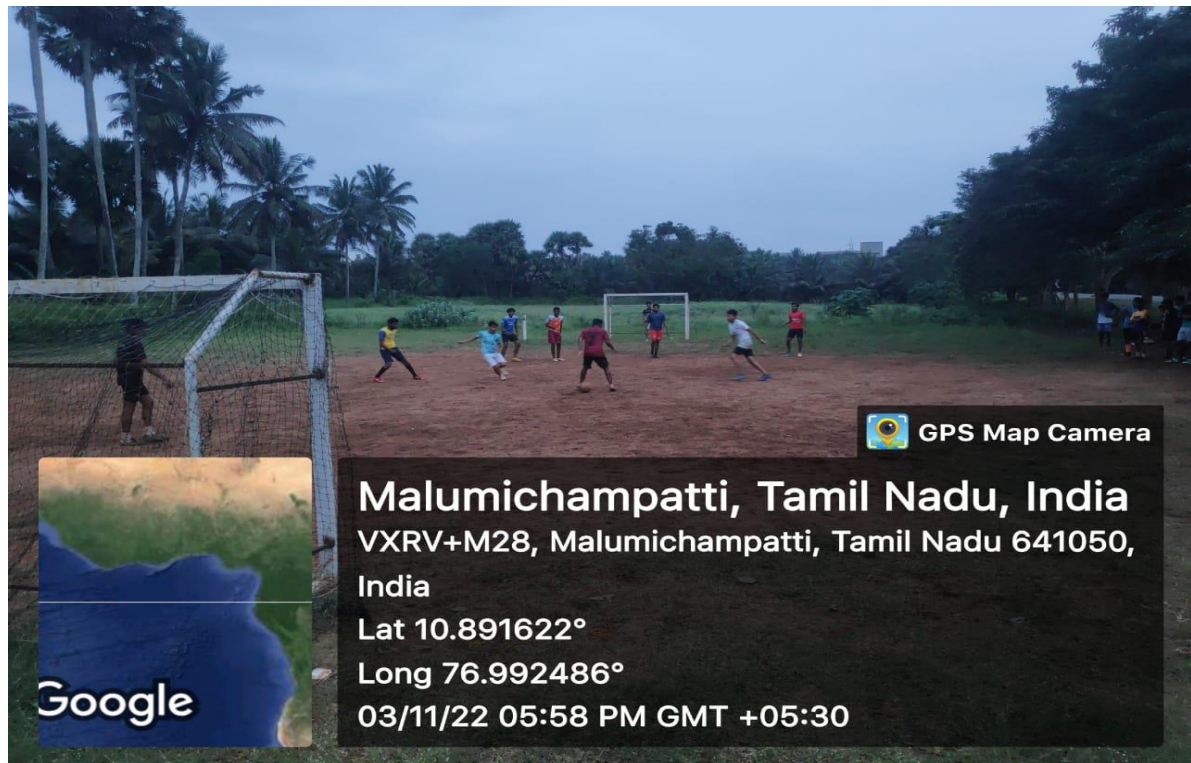 GPS Map Camera
Malumichampatti, Tamil Nadu, India
VXRV+M28, Malumichampatti, Tamil Nadu 641050,
India
Lat 10.891622°
Long 76.992486°
03/11/22 05:58 PM GMT +05:30
Google